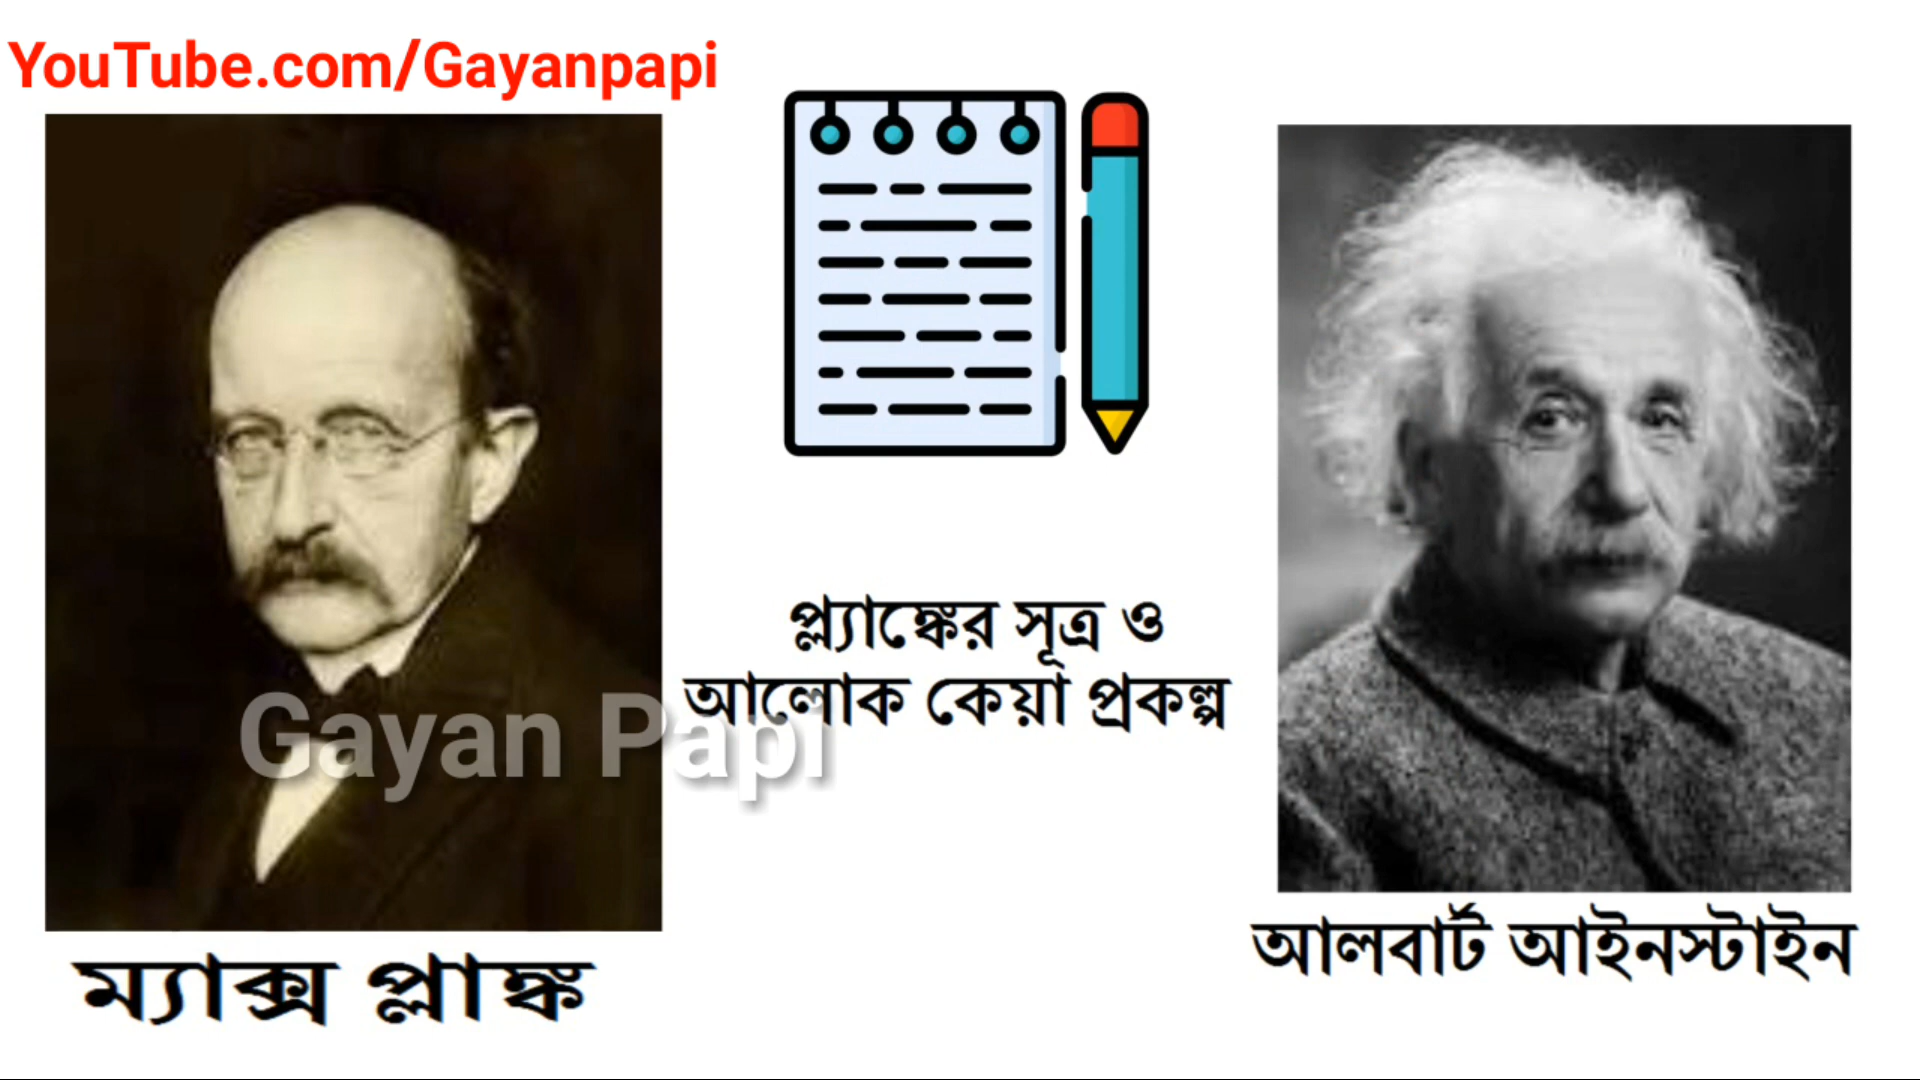 YouTube.com/Gayanpapi
প্ল্যাঙ্কের সূত্র ও
আলোক কেয়া প্রকল্প
Gayan Papi
আলবার্ট আইনস্টাইন
ম্যাক্স প্লাঙ্ক